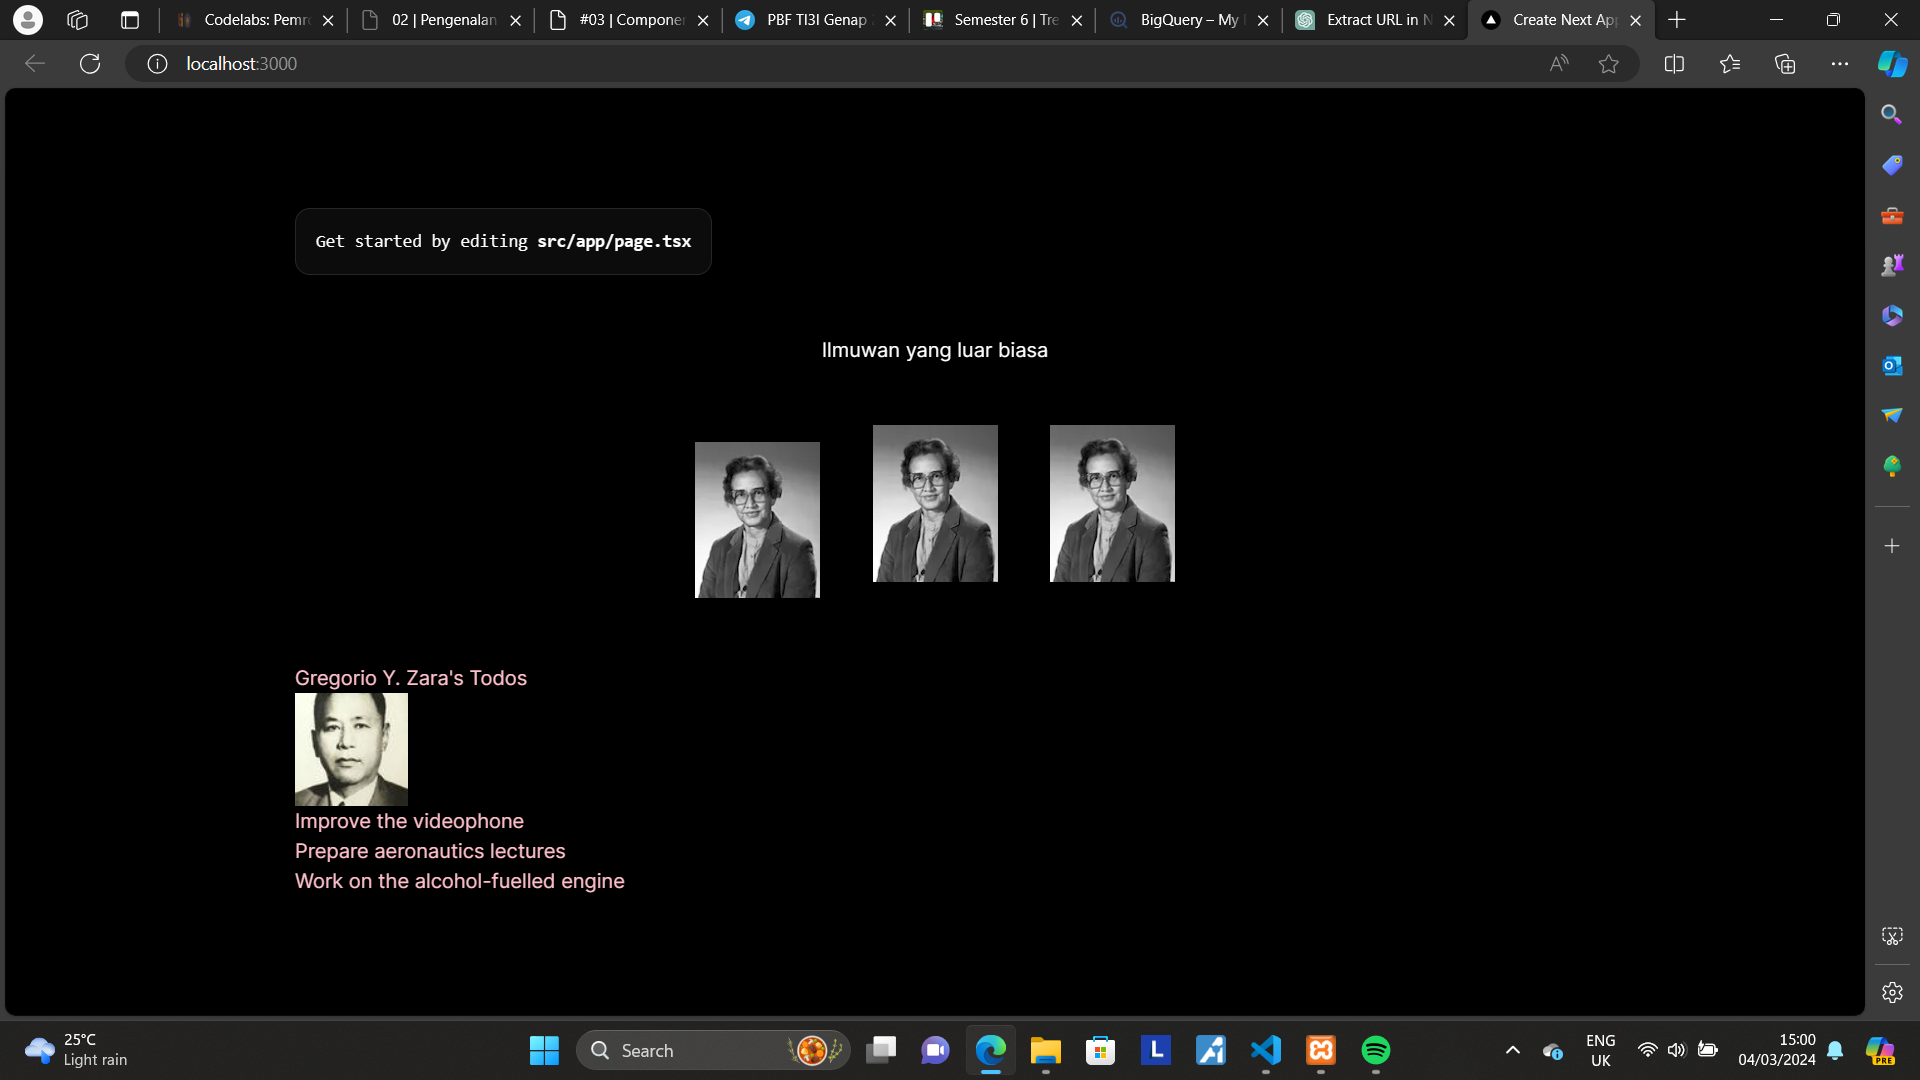 Codelabs: Pemr
02 | Pengenalan
#03 | Componen
PBF TI3I Genap 2
Semester 6 | Tre
BigQuery – My
Extract URL in N
Create Next App
localhost:3000
Get started by editing src/app/page.tsx
Ilmuwan yang luar biasa
Gregorio Y. Zara's Todos
Improve the videophone
Prepare aeronautics lectures
Work on the alcohol-fuelled engine
25°C
Light rain
Search
ENG
UK
15:00
04/03/2024
PRE